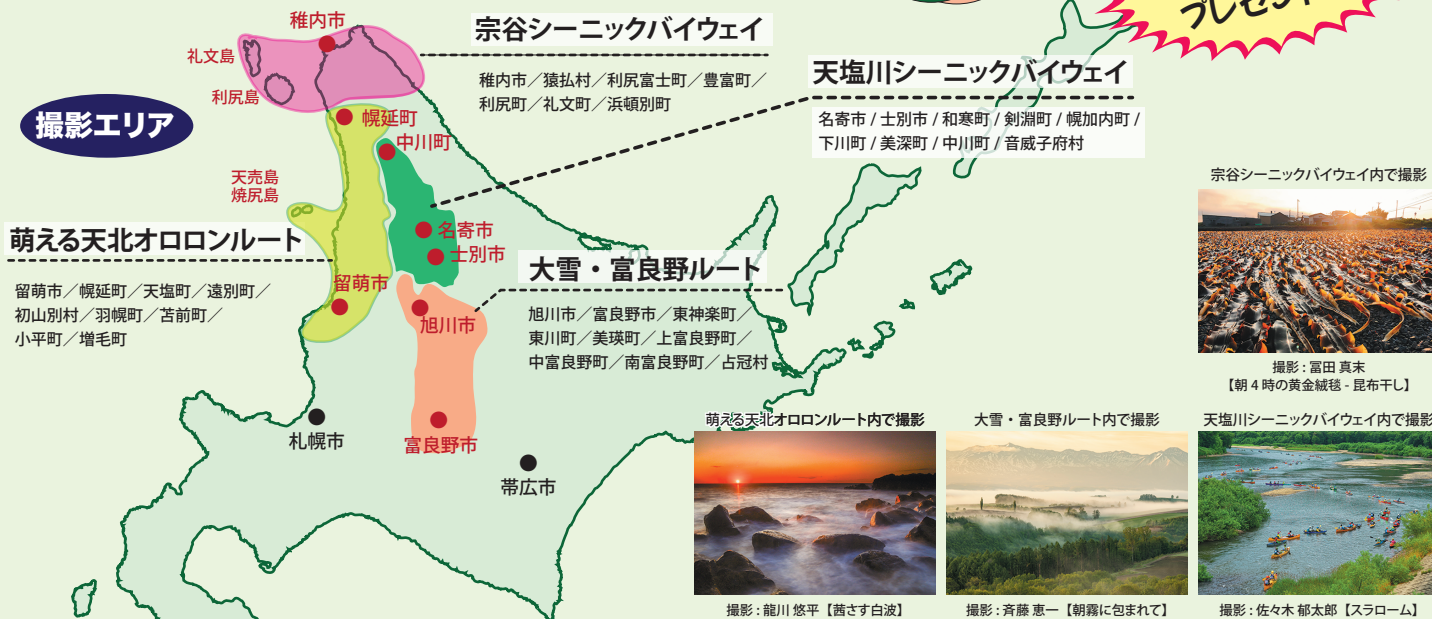 プレゼント
稚内市
礼文島
利尻島
撮影エリア
宗谷シーニックバイウェイ
稚内市／猿払村／利尻富士町／豊富町／
利尻町／礼文町／浜頓別町
天塩川シーニックバイウェイ
名寄市 / 士別市 / 和寒町 / 剣淵町 / 幌加内町 /
下川町 / 美深町 / 中川町 / 音威子府村
幌延町
中川町
天売島
焼尻島
名寄市
士別市
萌える天北オロロンルート
留萌市／幌延町／天塩町／遠別町／
初山別村／羽幌町／苫前町／
小平町／増毛町
留萌市
大雪・富良野ルート
旭川市／富良野市／東神楽町／
東川町／美瑛町／上富良野町／
中富良野町／南富良野町／占冠村
旭川市
札幌市
富良野市
帯広市
宗谷シーニックバイウェイ内で撮影
撮影 : 冨田 真末
【朝４時の黄金絨毯 - 昆布干し】
萌える天北オロロンルート内で撮影
撮影 : 龍川 悠平【茜さす白波】
大雪・富良野ルート内で撮影
撮影 : 斉藤 恵一【朝霧に包まれて】
天塩川シーニックバイウェイ内で撮影
撮影 : 佐々木 郁太郎【スラローム】